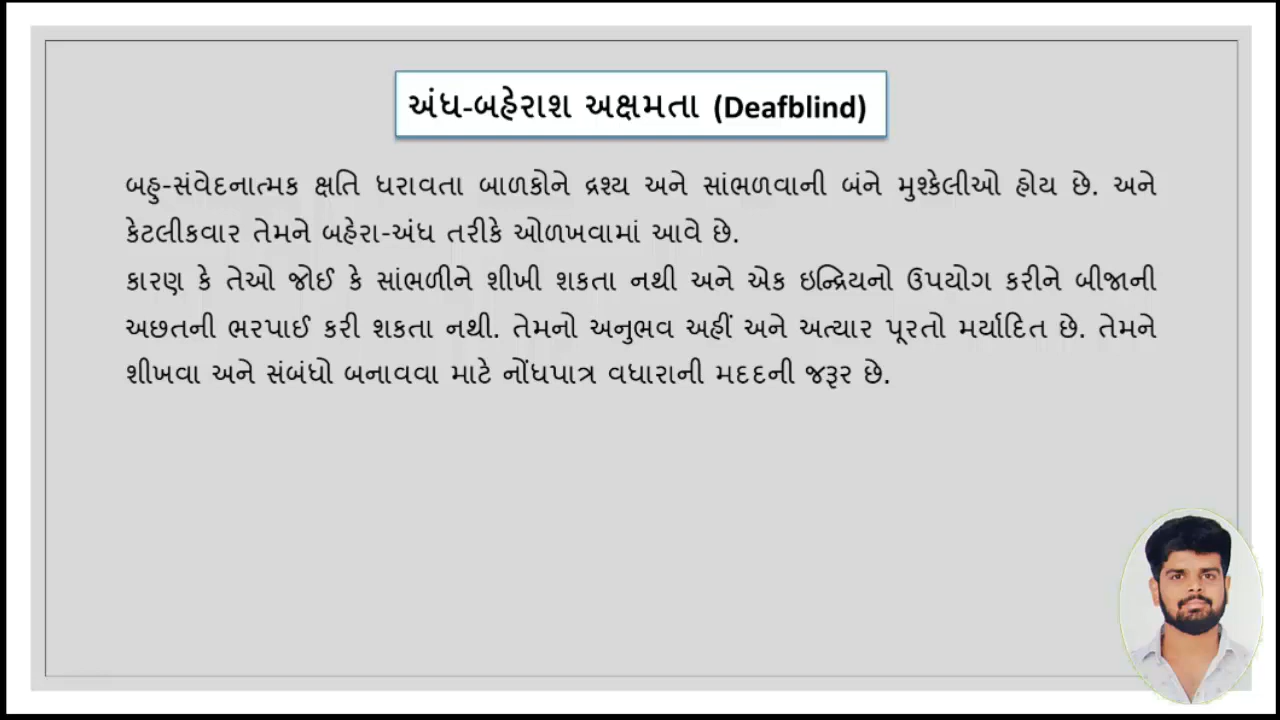 અંધ-બહેરાશ અક્ષમતા (Deafblind)
બહુ-સંવેદનાત્મક ક્ષતિ ધરાવતા બાળકોને દ્રશ્ય અને સાંભળવાની બંને મુશ્કેલીઓ હોય છે. અને
કેટલીકવાર તેમને બહેરા-અંધ તરીકે ઓળખવામાં આવે છે.
કારણ કે તેઓ જોઈ કે સાંભળીને શીખી શકતા નથી અને એક ઇન્દ્રિયનો ઉપયોગ કરીને બીજાની
અછતની ભરપાઈ કરી શકતા નથી. તેમનો અનુભવ અહીં અને અત્યાર પૂરતો મર્યાદિત છે. તેમને
શીખવા અને સંબંધો બનાવવા માટે નોંધપાત્ર વધારાની મદદની જરૂર છે.